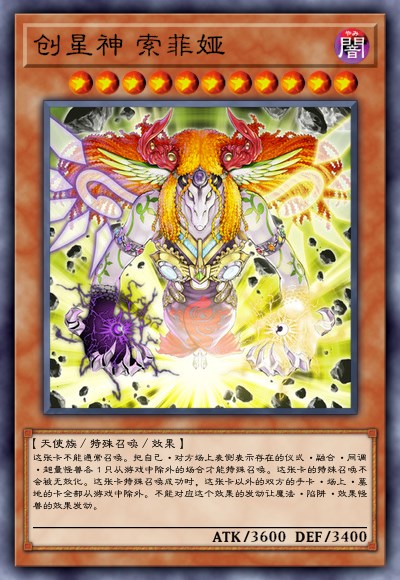 创星神 索菲娅
やみ
闇
【天使族／特殊召唤／效果】
这张卡不能通常召唤。把自己·对方场上表侧表示存在的仪式·融合·同调
·超量怪兽各1只从游戏中除外的场合才能特殊召唤。这张卡的特殊召唤不
会被无效化。这张卡特殊召唤成功时，这张卡以外的双方的手卡·场上·墓
地的卡全部从游戏中除外。不能对应这个效果的发动让魔法·陷阱·效果怪
兽的效果发动。
ATK/3600 DEF/3400